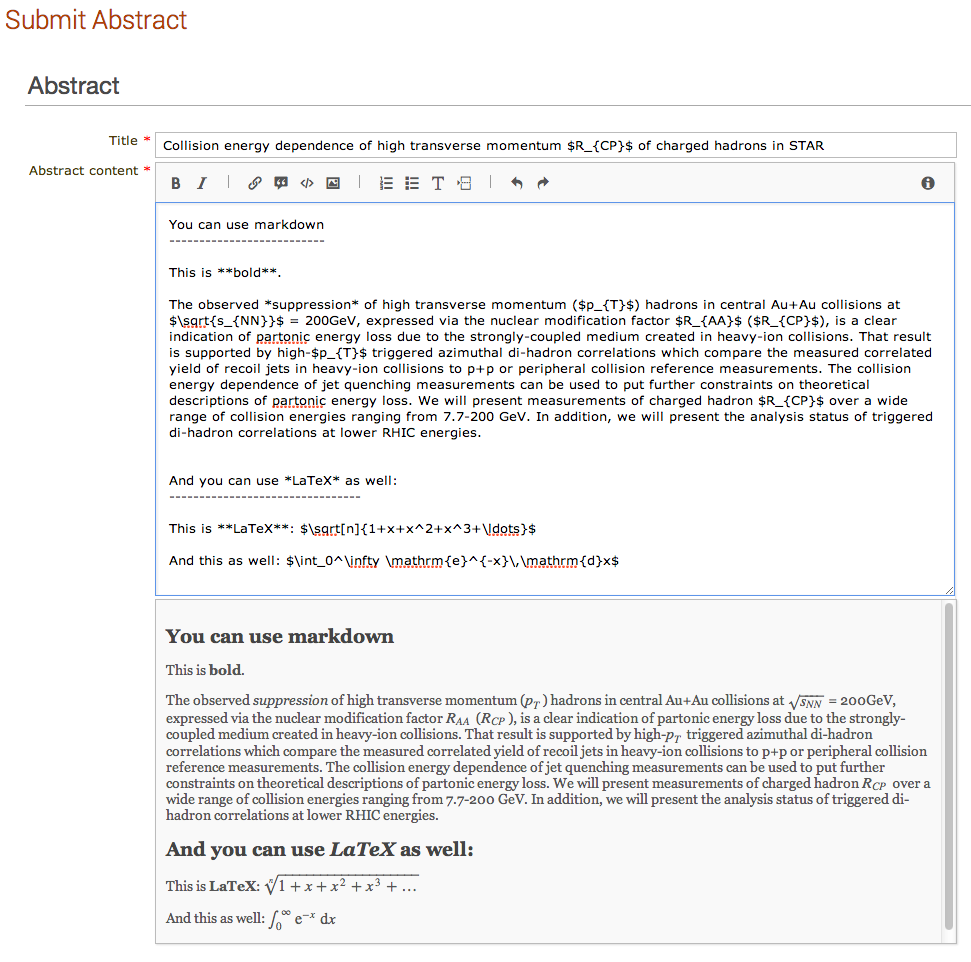 Submit Abstract
Abstract
Title *
Collision energy dependence of high transverse momentum $R_{CP}$ of charged hadrons in STAR
Abstract content *
B I T
You can use markdown
--------------------------
This is **bold**.
The observed *suppression* of high transverse momentum ($p_{T}$) hadrons in central Au+Au collisions at
$\sqrt{s_{NN}}$ = 200GeV, expressed via the nuclear modification factor $R_{AA}$ ($R_{CP}$), is a clear
indication of partonic energy loss due to the strongly-coupled medium created in heavy-ion collisions. That result
is supported by high-$p_{T}$ triggered azimuthal di-hadron correlations which compare the measured correlated
yield of recoil jets in heavy-ion collisions to p+p or peripheral collision reference measurements. The collision
energy dependence of jet quenching measurements can be used to put further constraints on theoretical
descriptions of partonic energy loss. We will present measurements of charged hadron $R_{CP}$ over a wide
range of collision energies ranging from 7.7-200 GeV. In addition, we will present the analysis status of triggered
di-hadron correlations at lower RHIC energies.
And you can use *LaTeX* as well:
--------------------------------
This is **LaTeX**: $\sqrt[n]{1+x+x^2+x^3+\ldots}$
And this as well: $\int_0^\infty \mathrm{e}^{-x}\,\mathrm{d}x$
You can use markdown
This is bold.
The observed suppression of high transverse momentum (p_T) hadrons in central Au+Au collisions at √s_NN = 200GeV,
expressed via the nuclear modification factor R_AA (R_CP), is a clear indication of partonic energy loss due to the strongly-
coupled medium created in heavy-ion collisions. That result is supported by high-p_T triggered azimuthal di-hadron
correlations which compare the measured correlated yield of recoil jets in heavy-ion collisions to p+p or peripheral collision
reference measurements. The collision energy dependence of jet quenching measurements can be used to put further
constraints on theoretical descriptions of partonic energy loss. We will present measurements of charged hadron R_CP over a
wide range of collision energies ranging from 7.7-200 GeV. In addition, we will present the analysis status of triggered di-
hadron correlations at lower RHIC energies.
And you can use LaTeX as well:
This is LaTeX: ⁿ√1 + x + x² + x³ + …
And this as well: ∫₀^∞ e⁻ˣ dx